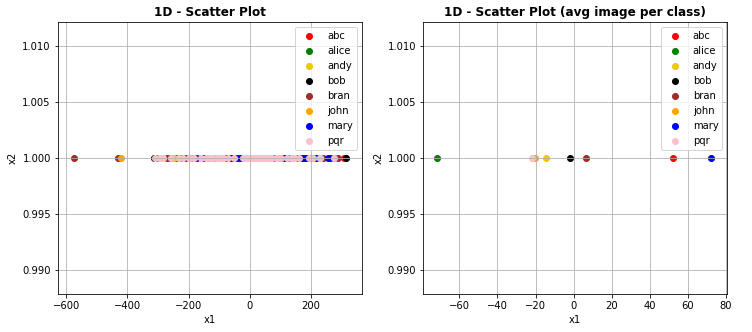 1D - Scatter Plot
1D - Scatter Plot (avg image per class)
x2
1.010
1.005
1.000
0.995
0.990
abc
alice
andy
bob
bran
john
mary
pqr
−600
−400
−200
0
200
x1
x2
1.010
1.005
1.000
0.995
0.990
abc
alice
andy
bob
bran
john
mary
pqr
−60
−40
−20
0
20
40
60
80
x1